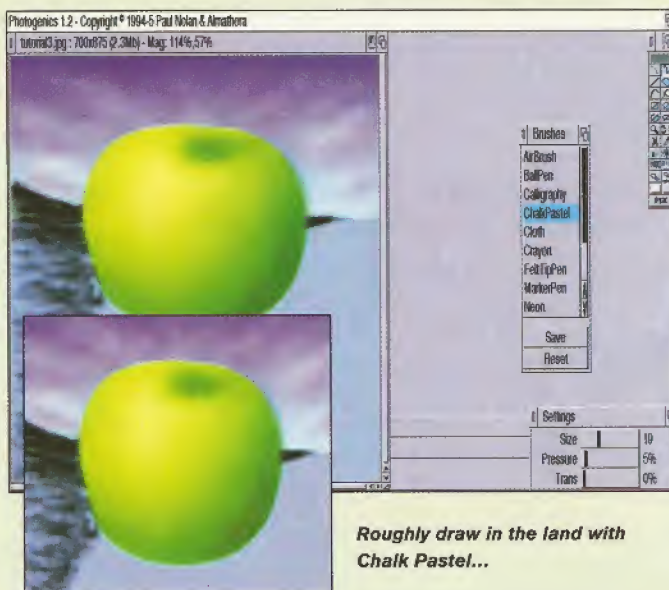 Photogenics 1.2 - Copyright © 1994-5 Paul Nolan & Almathera
tutorial3.jpg : 700x875 (2.3Mb) - Mag: 114%,57%
Brushes
AirBrush
BallPen
Calligraphy
ChalkPastel
Cloth
Crayon
FeltTipPen
MarkerPen
Neon
Save
Reset
Settings
Size 19
Pressure 5%
Trans 0%
Roughly draw in the land with
Chalk Pastel...